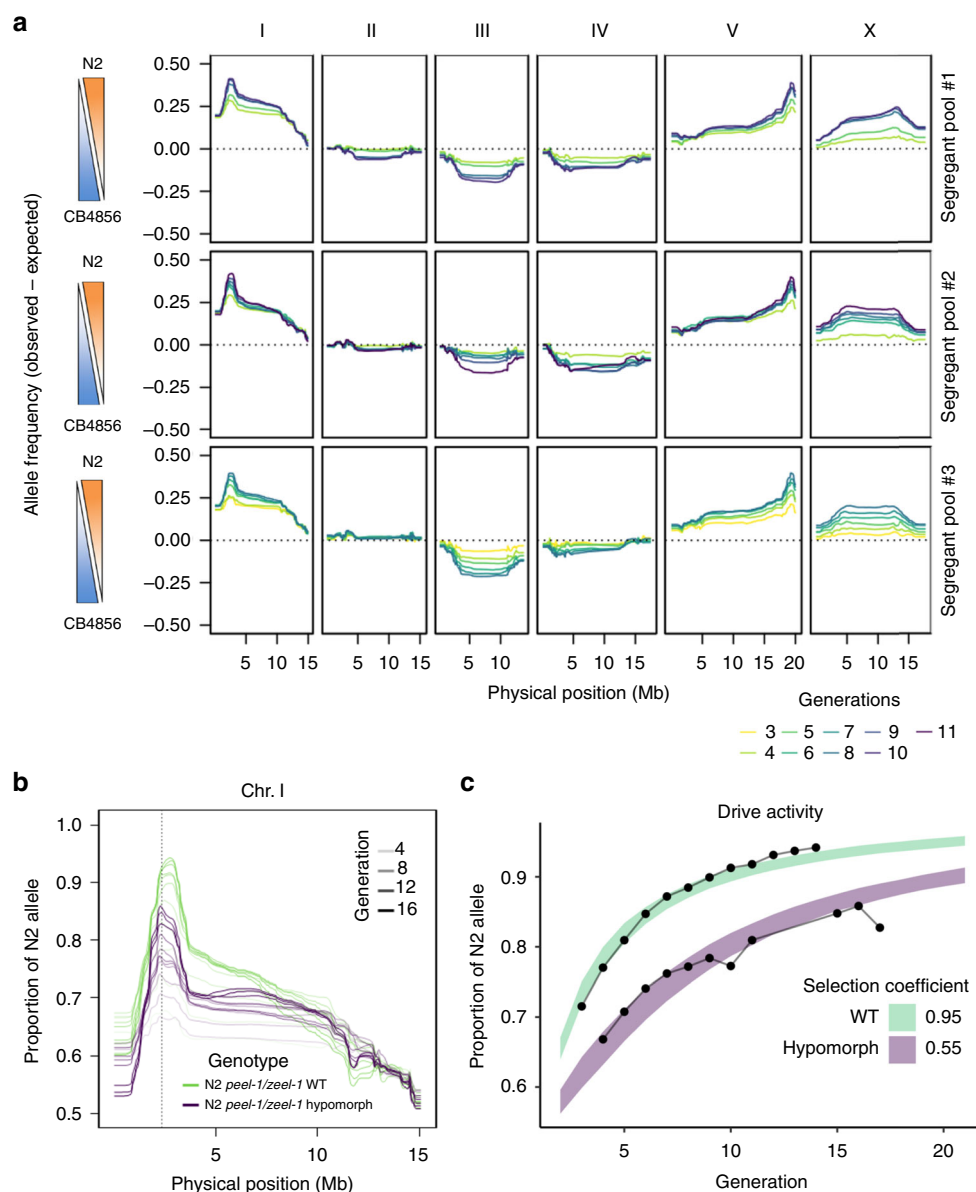 a
I II III IV V X
N2
CB4856
0.50
0.25
0.00
−0.25
−0.50
Segregant pool #1
N2
CB4856
0.50
0.25
0.00
−0.25
−0.50
Segregant pool #2
N2
CB4856
0.50
0.25
0.00
−0.25
−0.50
Segregant pool #3
Allele frequency (observed – expected)
5 10 15 5 10 15 5 10 5 10 15 5 10 15 20 5 10 15
Physical position (Mb)
Generations
3 5 7 9 11
4 6 8 10
b
Chr. I
1.0
0.9
0.8
0.7
0.6
0.5
Proportion of N2 allele
Generation
4
8
12
16
Genotype
N2 peel-1/zeel-1 WT
N2 peel-1/zeel-1 hypomorph
5 10 15
Physical position (Mb)
c
Drive activity
0.9
0.8
0.7
0.6
Proportion of N2 allele
Selection coefficient
WT 0.95
Hypomorph 0.55
5 10 15 20
Generation